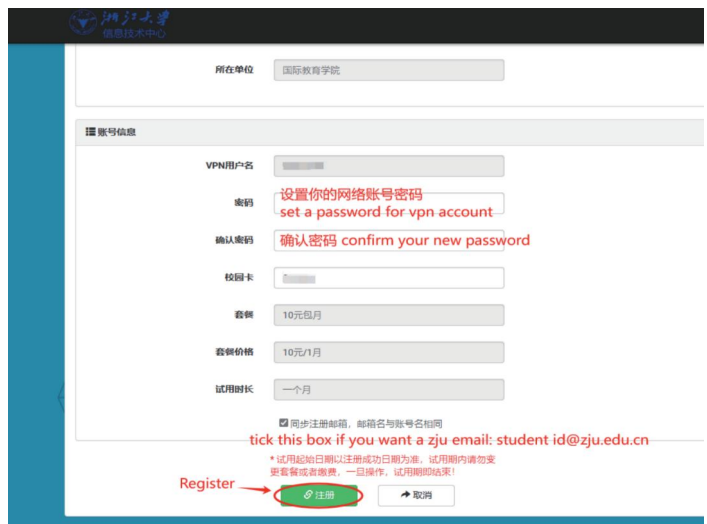 浙江大学
信息技术中心
所在单位
国际教育学院
账号信息
VPN用户名
密码
设置你的网络账号密码
set a password for vpn account
确认密码
确认密码 confirm your new password
校园卡
套餐
10元包月
套餐价格
10元/1月
试用时长
一个月
同步注册邮箱，邮箱名与账号名相同
tick this box if you want a zju email: student id@zju.edu.cn
* 试用起始日期以注册成功日期为准，试用期内请勿变
更套餐或者缴费，一旦操作，试用期即结束！
Register
注册
取消